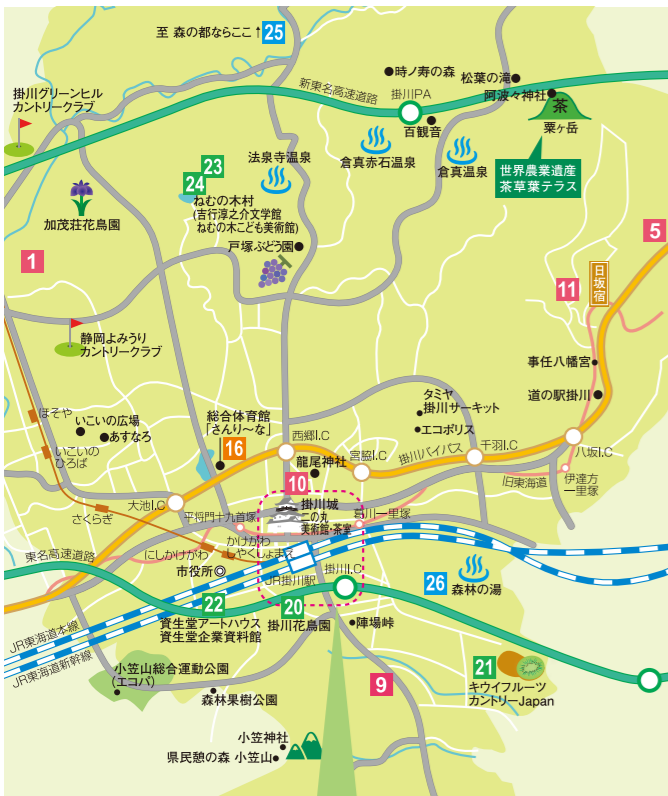 至 森の都ならここ↑ 25
掛川グリーンヒル
カントリークラブ
新東名高速道路
掛川PA
時ノ寿の森
松葉の滝
阿波々神社
茶
粟ヶ岳
百観音
倉真赤石温泉
倉真温泉
世界農業遺産
茶草葉テラス
法泉寺温泉
23
24
ねむの木村
(吉行淳之介文学館
ねむの木こども美術館)
加茂荘花鳥園
戸塚ぶどう園
1
5
11
日坂宿
静岡よみうり
カントリークラブ
事任八幡宮
道の駅掛川
タミヤ
掛川サーキット
エコポリス
ほそや
いこいの広場
あすなろ
いこいの
ひろば
総合体育館
「さんり〜な」
16
西郷I.C
龍尾神社
宮脇I.C
掛川バイパス
千羽I.C
八坂I.C
旧東海道
伊達方
一里塚
10
大池I.C
さくらぎ
平将門十九首塚
掛川城
二の丸
美術館・茶室
葛川一里塚
東名高速道路
にしかけがわ
かけがわ
しやくしょまえ
市役所
JR掛川駅
掛川I.C
26
森林の湯
22
資生堂アートハウス
資生堂企業資料館
20
掛川花鳥園
陣場峠
JR東海道本線
JR東海道新幹線
21
キウイフルーツ
カントリーJapan
小笠山総合運動公園
(エコパ)
森林果樹公園
9
小笠神社
県民憩の森 小笠山